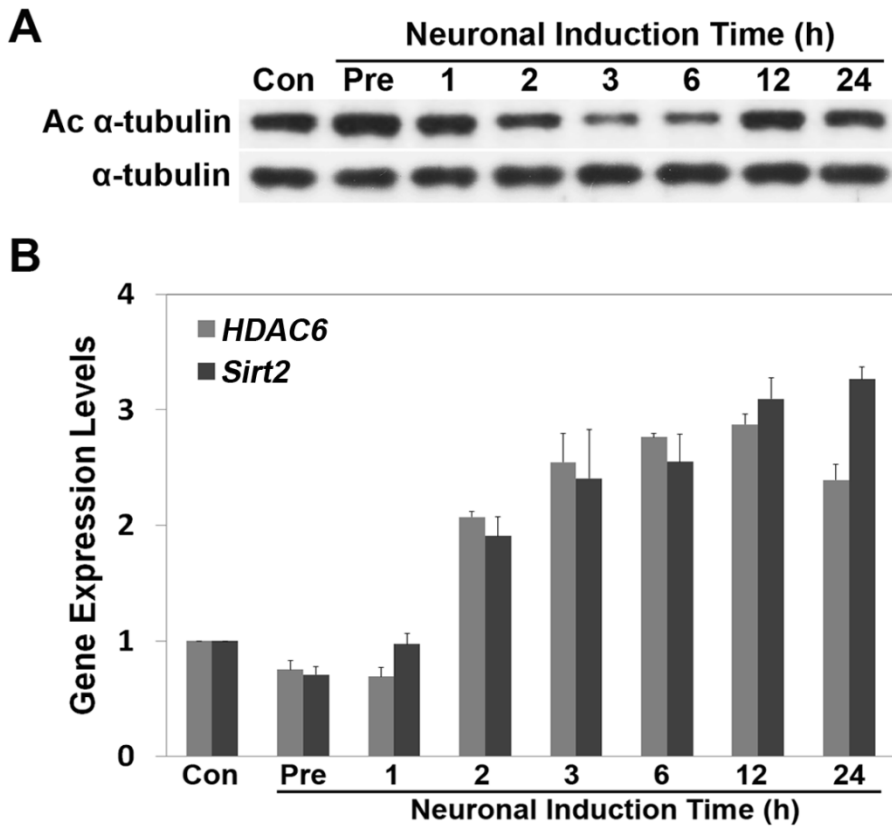 A
Neuronal Induction Time (h)
Con Pre 1 2 3 6 12 24
Ac α-tubulin
α-tubulin
B
Gene Expression Levels
4
3
2
1
0
HDAC6
Sirt2
Con Pre 1 2 3 6 12 24
Neuronal Induction Time (h)